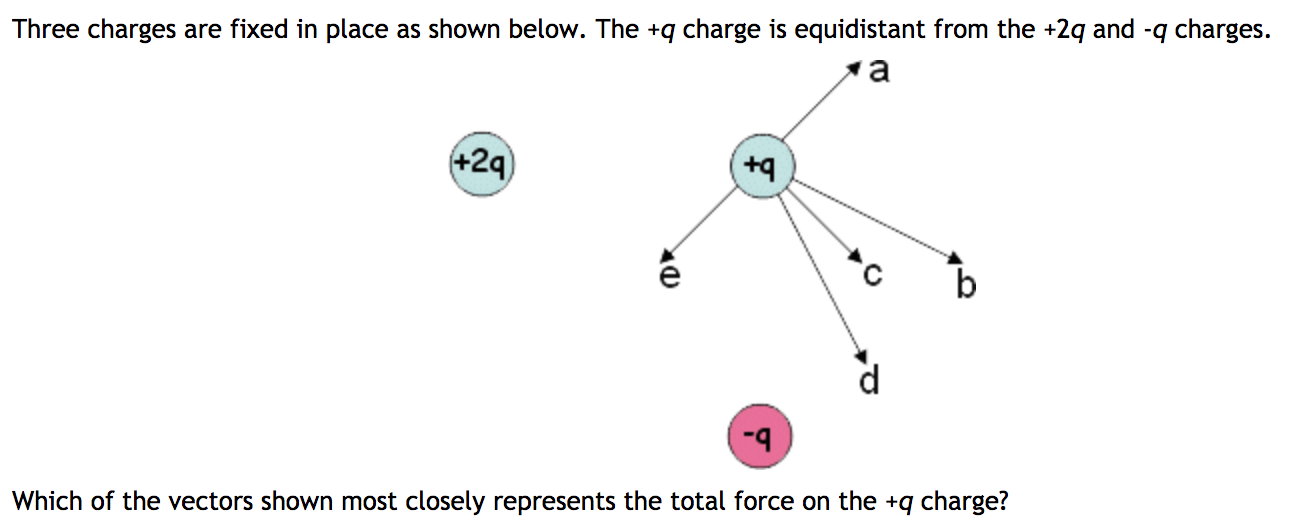 Three charges are fixed in place as shown below. The +q charge is equidistant from the +2q and -q charges.
a
+2q
+q
e
c
b
d
-q
Which of the vectors shown most closely represents the total force on the +q charge?